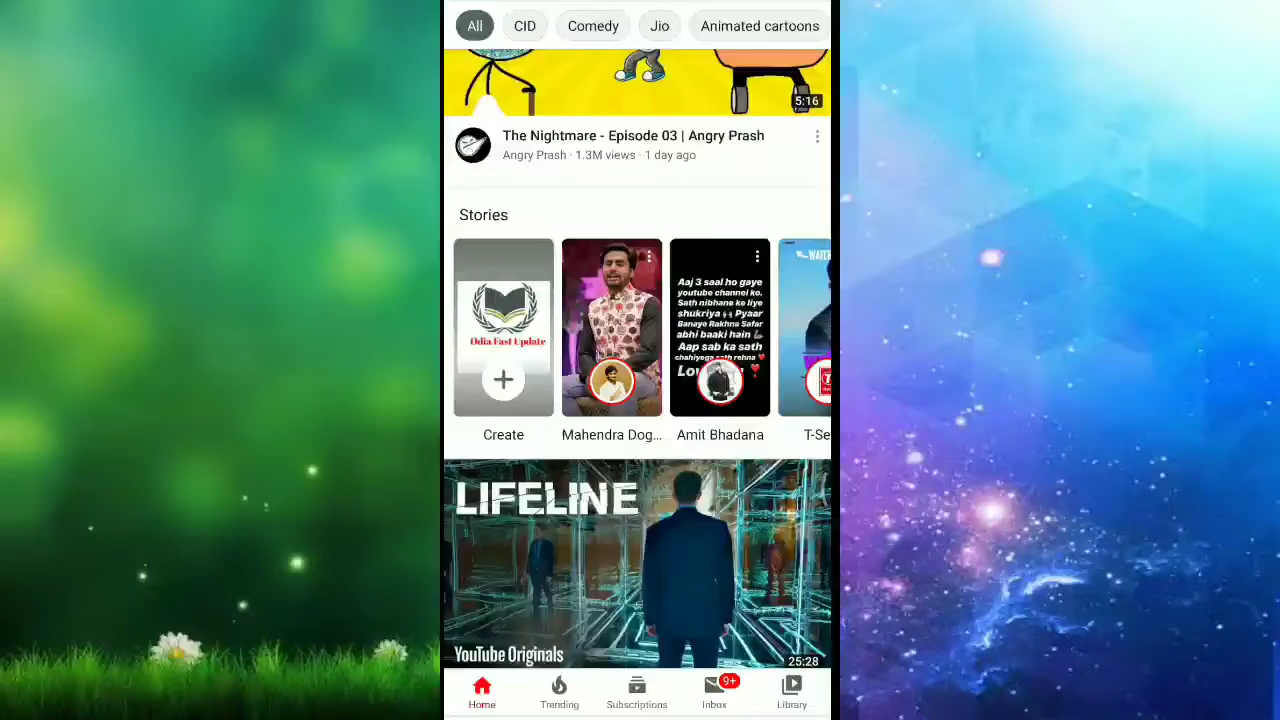 All CID Comedy Jio Animated cartoons
5:16
The Nightmare - Episode 03 | Angry Prash
Angry Prash · 1.3M views · 1 day ago
Stories
Odia Fast Update
Create
Mahendra Dog...
Aaj 3 saal ho gaye
youtube channel ko.
Sath nibhane ke liye
shukriya 🙌 Pyaar
Banaye Rakhna Safar
abhi baaki hain 💪
Aap sab ka sath
chahiyega sath rehna ❤️
Amit Bhadana
T-Se
LIFELINE
YouTube Originals
25:28
Home Trending Subscriptions Inbox 9+ Library